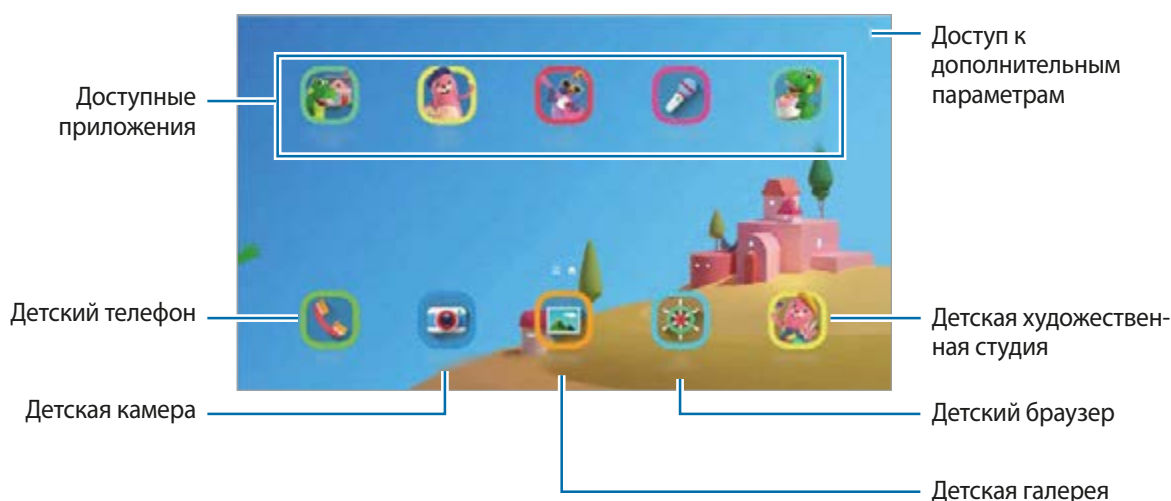 Доступ к
дополнительным
параметрам
Доступные
приложения
Детский телефон
Детская художествен-
ная студия
Детская камера
Детский браузер
Детская галерея